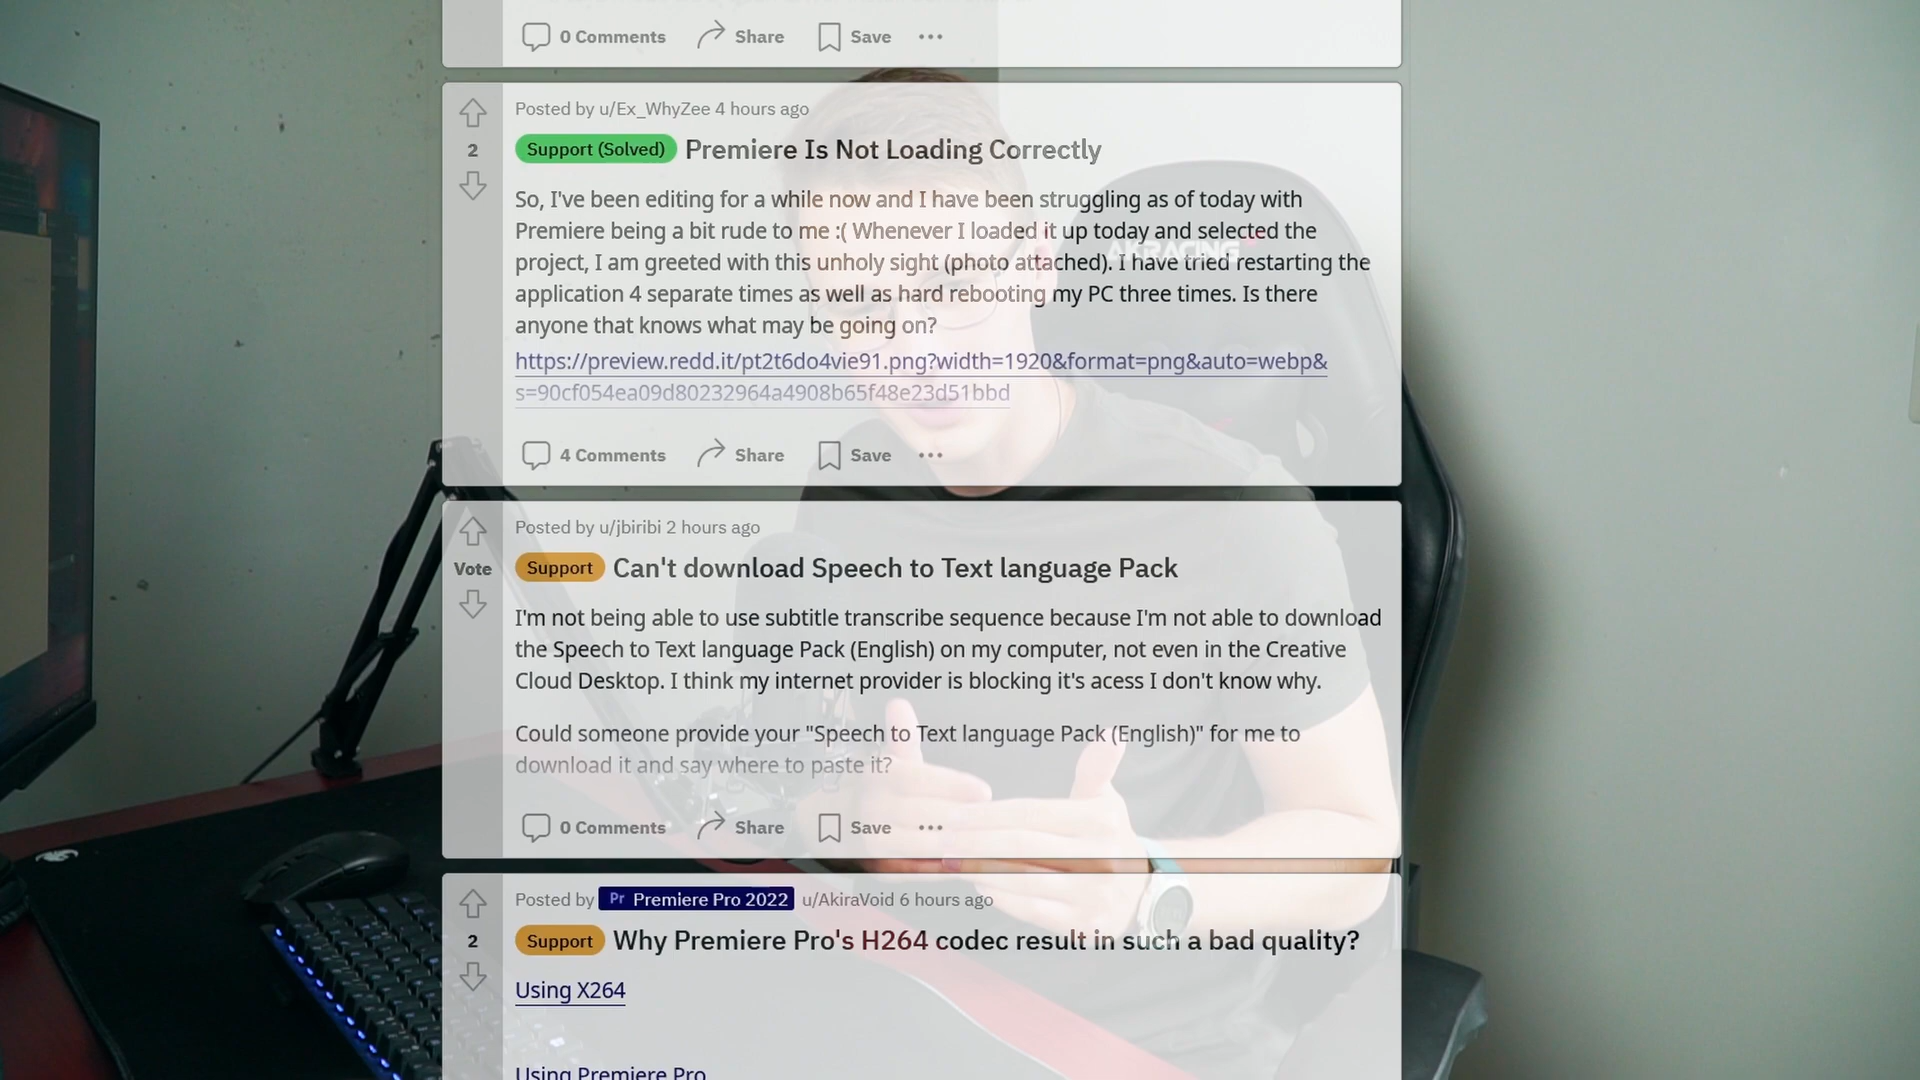 0 Comments Share Save
Posted by u/Ex_WhyZee 4 hours ago
2
Support (Solved) Premiere Is Not Loading Correctly
So, I've been editing for a while now and I have been struggling as of today with
Premiere being a bit rude to me :( Whenever I loaded it up today and selected the
project, I am greeted with this unholy sight (photo attached). I have tried restarting the
application 4 separate times as well as hard rebooting my PC three times. Is there
anyone that knows what may be going on?
https://preview.redd.it/pt2t6do4vie91.png?width=1920&format=png&auto=webp&
s=90cf054ea09d80232964a4908b65f48e23d51bbd
AKRACING
4 Comments Share Save
Posted by u/jbiribi 2 hours ago
Vote
Support Can't download Speech to Text language Pack
I'm not being able to use subtitle transcribe sequence because I'm not able to download
the Speech to Text language Pack (English) on my computer, not even in the Creative
Cloud Desktop. I think my internet provider is blocking it's acess I don't know why.
Could someone provide your "Speech to Text language Pack (English)" for me to
download it and say where to paste it?
0 Comments Share Save
Posted by Pr Premiere Pro 2022 u/AkiraVoid 6 hours ago
2
Support Why Premiere Pro's H264 codec result in such a bad quality?
Using X264
Using Premiere Pro